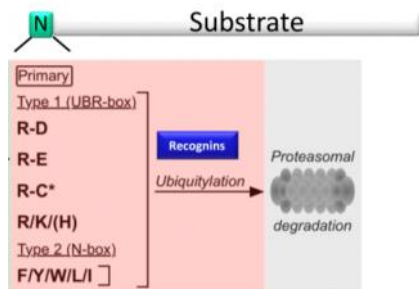 N
Substrate
Primary
Type 1 (UBR-box)
R-D
R-E
R-C*
R/K/(H)
Type 2 (N-box)
F/Y/W/L/I
Recognins
Ubiquitylation
Proteasomal
degradation